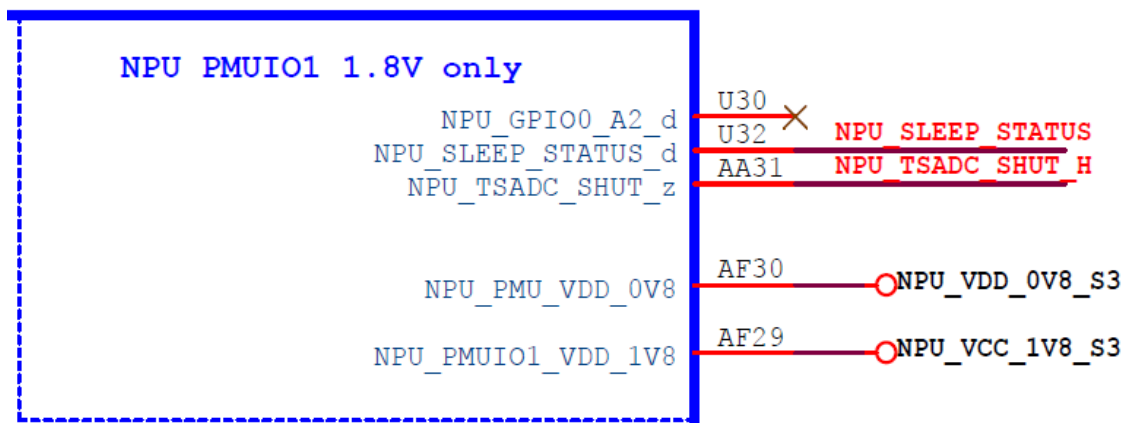 NPU PMUIO1 1.8V only
NPU_GPIO0_A2_d U30
NPU_SLEEP_STATUS_d U32 NPU_SLEEP_STATUS
NPU_TSADC_SHUT_z AA31 NPU_TSADC_SHUT_H
NPU_PMU_VDD_0V8 AF30 NPU_VDD_0V8_S3
NPU_PMUIO1_VDD_1V8 AF29 NPU_VCC_1V8_S3